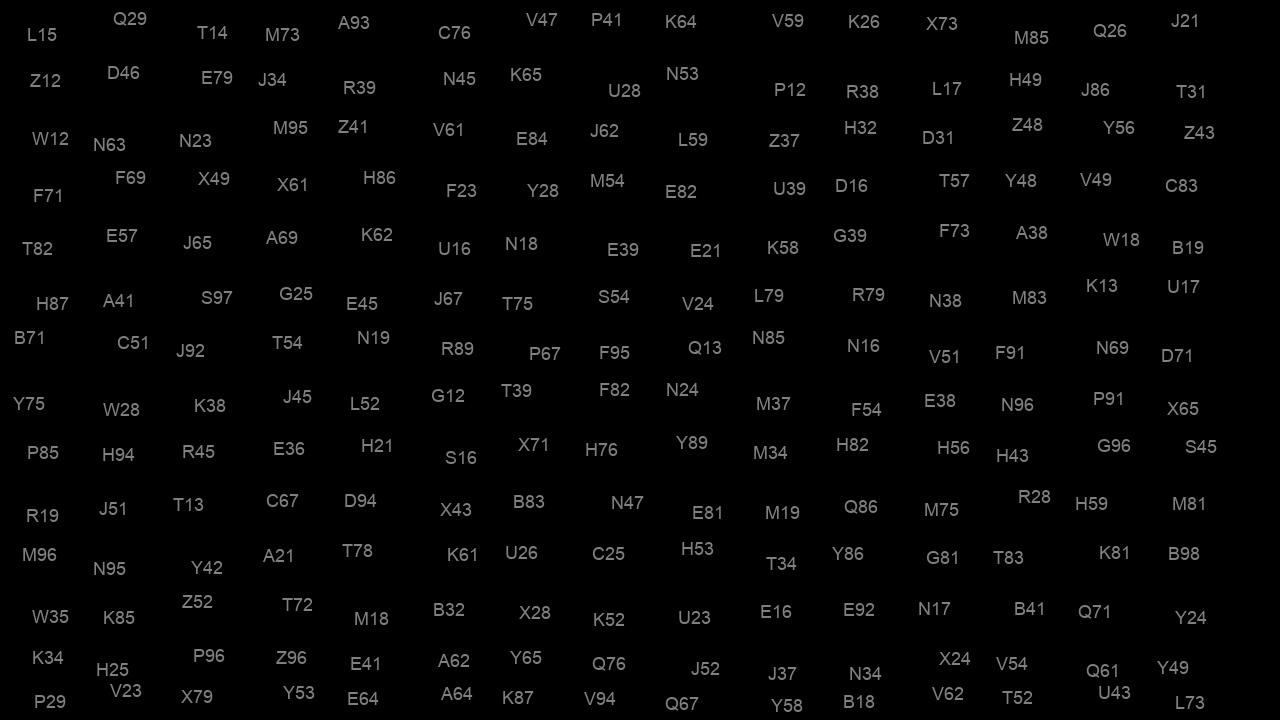 L15 Q29 T14 M73 A93 C76 V47 P41 K64 V59 K26 X73 M85 Q26 J21
Z12 D46 E79 J34 R39 N45 K65 U28 N53 P12 R38 L17 H49 J86 T31
W12 N63 N23 M95 Z41 V61 E84 J62 L59 Z37 H32 D31 Z48 Y56 Z43
F71 F69 X49 X61 H86 F23 Y28 M54 E82 U39 D16 T57 Y48 V49 C83
T82 E57 J65 A69 K62 U16 N18 E39 E21 K58 G39 F73 A38 W18 B19
H87 A41 S97 G25 E45 J67 T75 S54 V24 L79 R79 N38 M83 K13 U17
B71 C51 J92 T54 N19 R89 P67 F95 Q13 N85 N16 V51 F91 N69 D71
Y75 W28 K38 J45 L52 G12 T39 F82 N24 M37 F54 E38 N96 P91 X65
P85 H94 R45 E36 H21 S16 X71 H76 Y89 M34 H82 H56 H43 G96 S45
R19 J51 T13 C67 D94 X43 B83 N47 E81 M19 Q86 M75 R28 H59 M81
M96 N95 Y42 A21 T78 K61 U26 C25 H53 T34 Y86 G81 T83 K81 B98
W35 K85 Z52 T72 M18 B32 X28 K52 U23 E16 E92 N17 B41 Q71 Y24
K34 H25 P96 Z96 E41 A62 Y65 Q76 J52 J37 N34 X24 V54 Q61 Y49
P29 V23 X79 Y53 E64 A64 K87 V94 Q67 Y58 B18 V62 T52 U43 L73